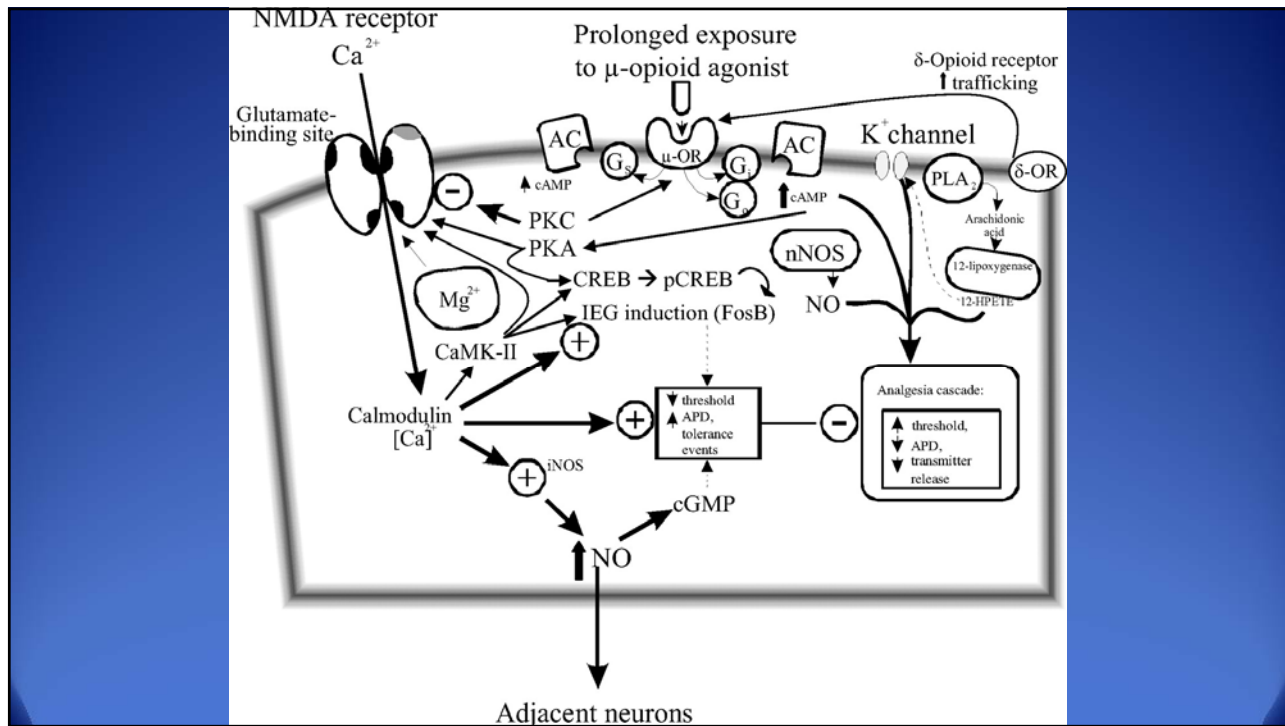 NMDA receptor
Ca²⁺
Prolonged exposure
to µ-opioid agonist
δ-Opioid receptor
trafficking
Glutamate-
binding site
AC
Gs
µ-OR
Gi
AC
K⁺ channel
PLA₂
δ-OR
cAMP
Go
cAMP
Arachidonic
acid
PKC
PKA
nNOS
12-lipoxygenase
12-HPETE
Mg²⁺
CREB → pCREB
NO
IEG induction (FosB)
+
CaMK-II
Calmodulin
[Ca]²⁺
+
threshold
APD,
tolerance
events
Analgesia cascade:
threshold,
APD,
transmitter
release
+
iNOS
cGMP
NO
Adjacent neurons